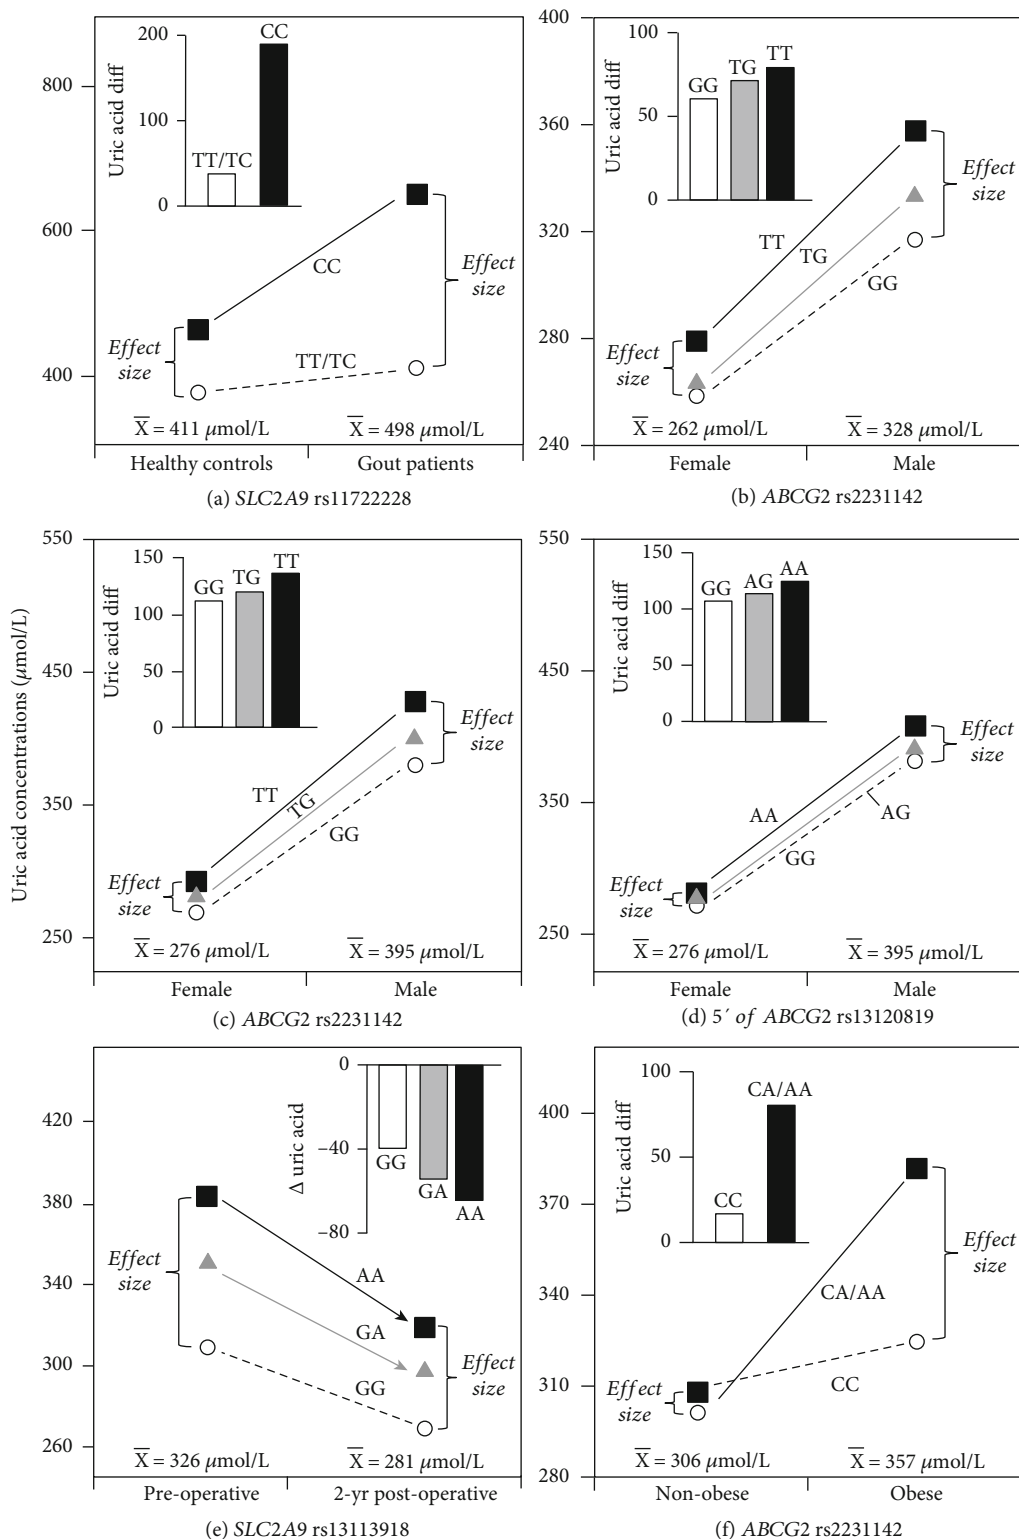 Uric acid concentrations (μmol/L)
800
600
400
Uric acid diff
200
100
0
TT/TC
CC
CC
TT/TC
Effect
size
Effect
size
X̄ = 411 μmol/L
X̄ = 498 μmol/L
Healthy controls
Gout patients
(a) SLC2A9 rs11722228
400
360
320
280
240
Uric acid diff
100
50
0
GG
TG
TT
TT
TG
GG
Effect
size
Effect
size
X̄ = 262 μmol/L
X̄ = 328 μmol/L
Female
Male
(b) ABCG2 rs2231142
550
450
350
250
Uric acid diff
150
100
50
0
GG
TG
TT
TT
TG
GG
Effect
size
Effect
size
X̄ = 276 μmol/L
X̄ = 395 μmol/L
Female
Male
(c) ABCG2 rs2231142
550
450
350
250
Uric acid diff
150
100
50
0
GG
AG
AA
AA
GG
AG
Effect
size
Effect
size
X̄ = 276 μmol/L
X̄ = 395 μmol/L
Female
Male
(d) 5´ of ABCG2 rs13120819
420
380
340
300
260
Δ uric acid
0
−40
−80
GG
GA
AA
AA
GA
GG
Effect
size
Effect
size
X̄ = 326 μmol/L
X̄ = 281 μmol/L
Pre-operative
2-yr post-operative
(e) SLC2A9 rs13113918
400
370
340
310
280
Uric acid diff
100
50
0
CC
CA/AA
CA/AA
CC
Effect
size
Effect
size
X̄ = 306 μmol/L
X̄ = 357 μmol/L
Non-obese
Obese
(f) ABCG2 rs2231142